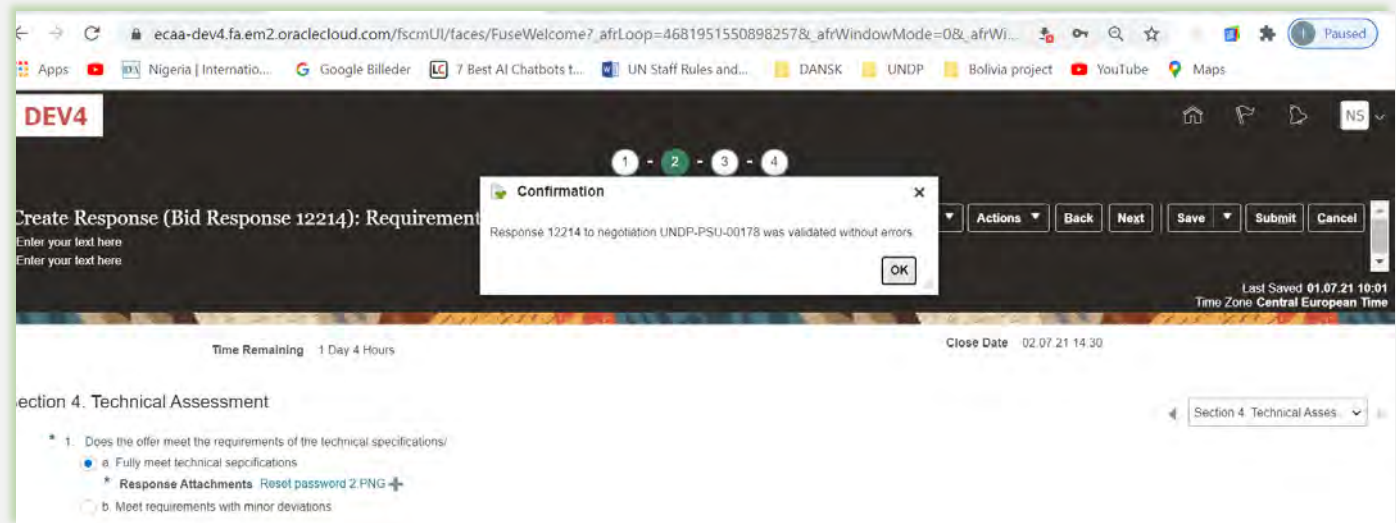 ecaa-dev4.fa.em2.oraclecloud.com/fscmUI/faces/FuseWelcome?_afrLoop=4681951550898257&_afrWindowMode=0&_afrWi...
Paused
Apps Nigeria | Internatio... Google Billeder 7 Best AI Chatbots t... UN Staff Rules and... DANSK UNDP Bolivia project YouTube Maps
DEV4
NS
1 - 2 - 3 - 4
Confirmation
Response 12214 to negotiation UNDP-PSU-00178 was validated without errors.
OK
Create Response (Bid Response 12214): Requirement
Actions Back Next Save Submit Cancel
Enter your text here
Enter your text here
Last Saved 01.07.21 10:01
Time Zone Central European Time
Time Remaining 1 Day 4 Hours
Close Date 02.07.21 14:30
ection 4. Technical Assessment
Section 4. Technical Asses
* 1. Does the offer meet the requirements of the technical specifications/
a. Fully meet technical sepcifications
* Response Attachments Reset password 2.PNG
b. Meet requirements with minor deviations